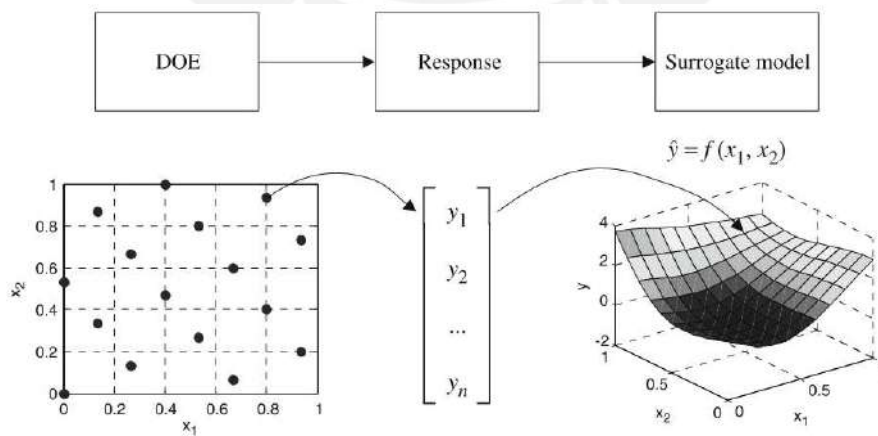 DOE
Response
Surrogate model
ŷ = f (x₁, x₂)
1
0.8
0.6
0.4
0.2
0
x₂
0 0.2 0.4 0.6 0.8 1
x₁
y₁
y₂
...
yₙ
4
2
0
-2
y
1
0.5
0
x₂
0
0.5
1
x₁